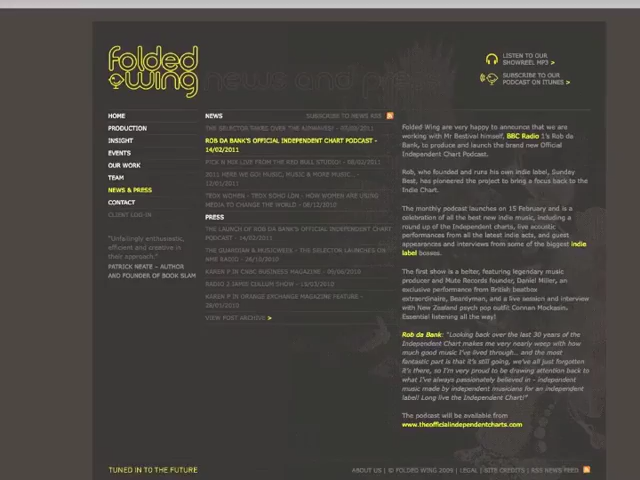 folded
wing
news and press
LISTEN TO OUR
SHOWREEL MP3 >
SUBSCRIBE TO OUR
PODCAST ON ITUNES >
HOME
PRODUCTION
INSIGHT
EVENTS
OUR WORK
TEAM
NEWS & PRESS
CONTACT
CLIENT LOG-IN
"Unfailingly enthusiastic,
efficient and creative in
their approach."
PATRICK NEATE - AUTHOR
AND FOUNDER OF BOOK SLAM
NEWS
SUBSCRIBE TO NEWS RSS
THE SELECTOR TAKES OVER THE AIRWAVES! - 2011
ROB DA BANK'S OFFICIAL INDEPENDENT CHART PODCAST -
14/02/2011
PICK N MIX LIVE FROM THE RED BULL STUDIO! - 2011
2011 HERE WE GO! MUSIC, MUSIC & MORE MUSIC... -
12/01/2011
TBOX WOMEN - TBOX SOHO LDN - HOW WOMEN ARE USING
MEDIA TO CHANGE THE WORLD - 08/12/2010
PRESS
THE LAUNCH OF ROB DA BANK'S OFFICIAL INDEPENDENT CHART
PODCAST - 14/02/2011
THE GUARDIAN & MUSICWEEK - THE SELECTOR LAUNCHES ON
NME RADIO - 2010
KAREN P IN CNBC BUSINESS MAGAZINE - 2010
RADIO 2 JAMIE CULLUM SHOW - 2010
KAREN P IN ORANGE EXCHANGE MAGAZINE FEATURE -
2010
VIEW POST ARCHIVE >
Folded Wing are very happy to announce that we are
working with Mr Bestival himself, BBC Radio 1's Rob da
Bank, to produce and launch the brand new Official
Independent Chart Podcast.
Rob, who founded and runs his own indie label, Sunday
Best, has pioneered the project to bring a focus back to the
Indie Chart.
The monthly podcast launches on 15 February and is a
celebration of all the best new indie music, including a
round up of the Independent charts, live acoustic
performances from all the latest indie acts, and guest
appearances and interviews from some of the biggest indie
label bosses.
The first show is a belter, featuring legendary music
producer and Mute Records founder, Daniel Miller, an
exclusive performance from British beatbox
extraordinaire, Beardyman, and a live session and interview
with New Zealand psych pop outfit Connan Mockasin.
Essential listening all the way!
Rob da Bank: "Looking back over the last 30 years of the
Independent Chart makes me very nearly weep with how
much good music I've lived through... and the most
fantastic part is that it's still going, we've all just forgotten
it's there, so I'm very proud to be drawing attention back to
what I've always passionately believed in - independent
music made by independent musicians for an independent
label! Long live the Independent Chart!"
The podcast will be available from
www.theofficialindependentcharts.com
TUNED IN TO THE FUTURE
ABOUT US | © FOLDED WING 2009 | LEGAL | SITE CREDITS | RSS NEWS FEED